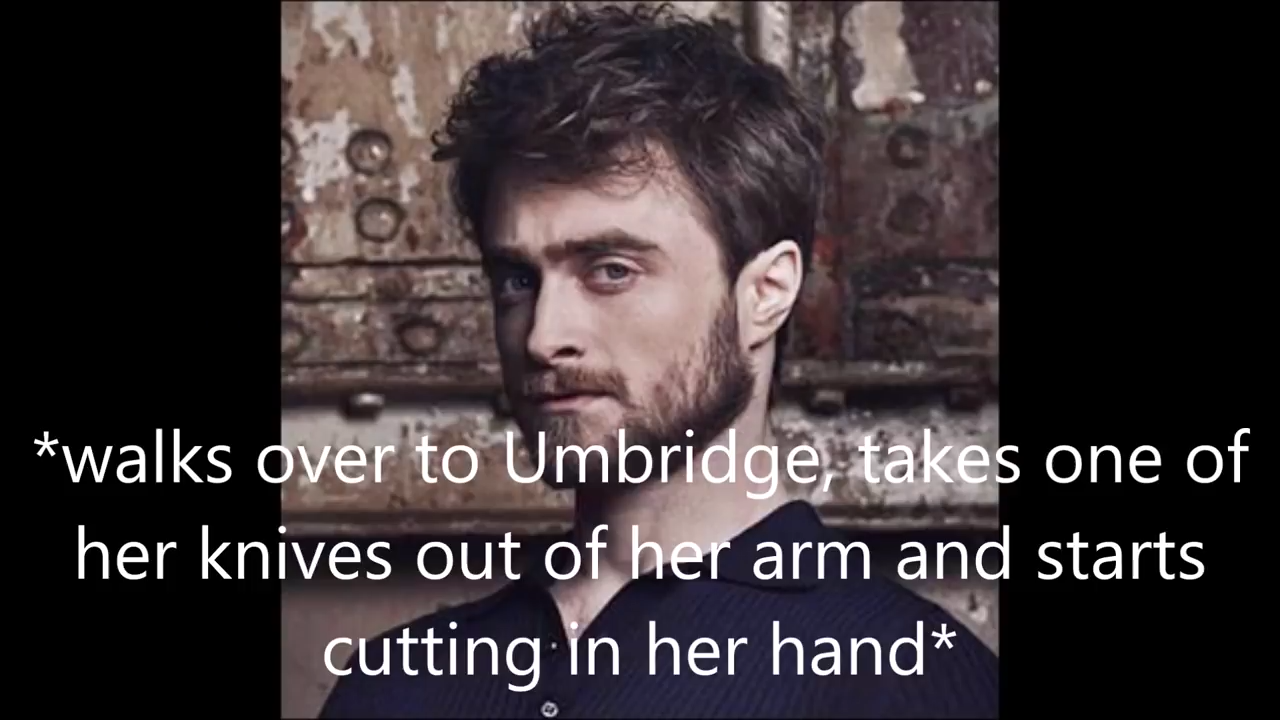 *walks over to Umbridge, takes one of
her knives out of her arm and starts
cutting in her hand*